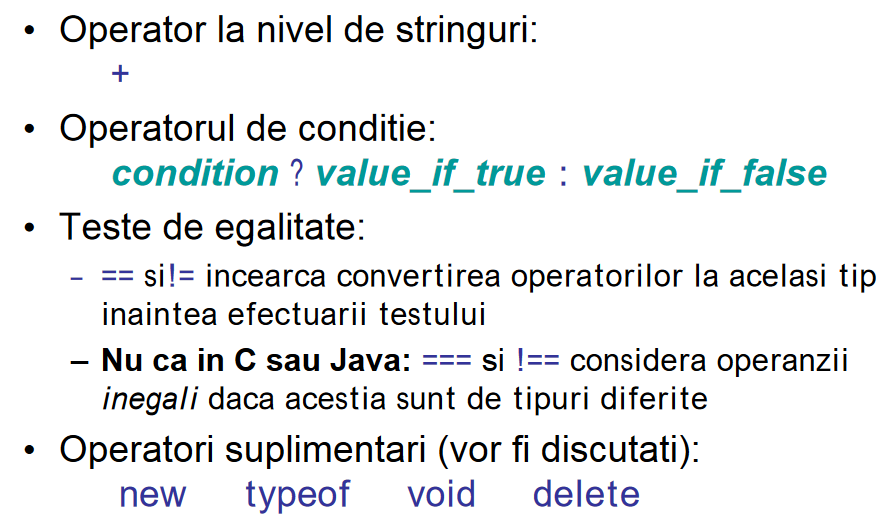 • Operator la nivel de stringuri:
+
• Operatorul de conditie:
condition ? value_if_true : value_if_false
• Teste de egalitate:
– == si!= incearca convertirea operatorilor la acelasi tip
inaintea efectuarii testului
– Nu ca in C sau Java: === si !== considera operanzii
inegali daca acestia sunt de tipuri diferite
• Operatori suplimentari (vor fi discutati):
new typeof void delete